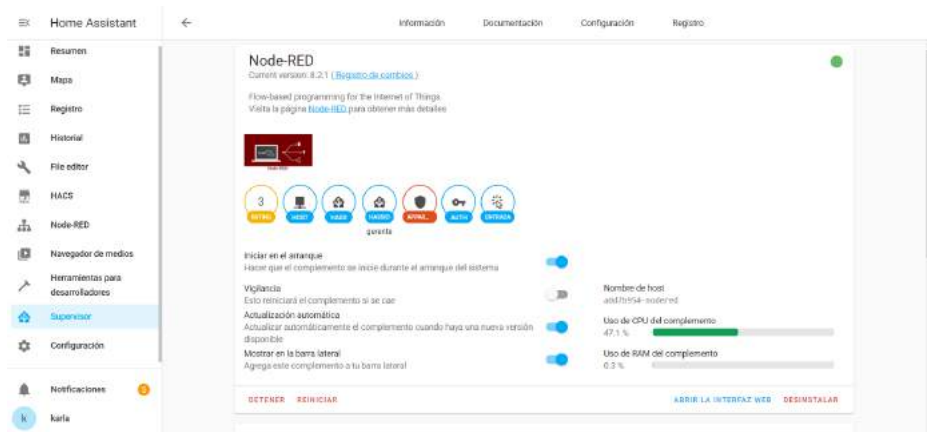 Home Assistant
Información
Documentación
Configuración
Registro
Resumen
Mapa
Registro
Historial
File editor
HACS
Node-RED
Navegador de medios
Herramientas para
desarrolladores
Supervisor
Configuración
Notificaciones
k
karla
Node-RED
Current version: 8.2.1 ( Registro de cambios )
Flow-based programming for the Internet of Things.
Visita la página Node-RED para obtener más detalles
3
HOST
HASSIO
AUTH
ENTRADA
gerente
Iniciar en el arranque
Hacer que el complemento se inicie durante el arranque del sistema
Vigilancia
Esto reiniciará el complemento si se cae
Actualización automática
Actualizar automáticamente el complemento cuando haya una nueva versión
disponible
Mostrar en la barra lateral
Agrega este complemento a tu barra lateral
Nombre de host
a0d7b954-nodered
Uso de CPU del complemento
47.1 %
Uso de RAM del complemento
0.3 %
DETENER
REINICIAR
ABRIR LA INTERFAZ WEB
DESINSTALAR